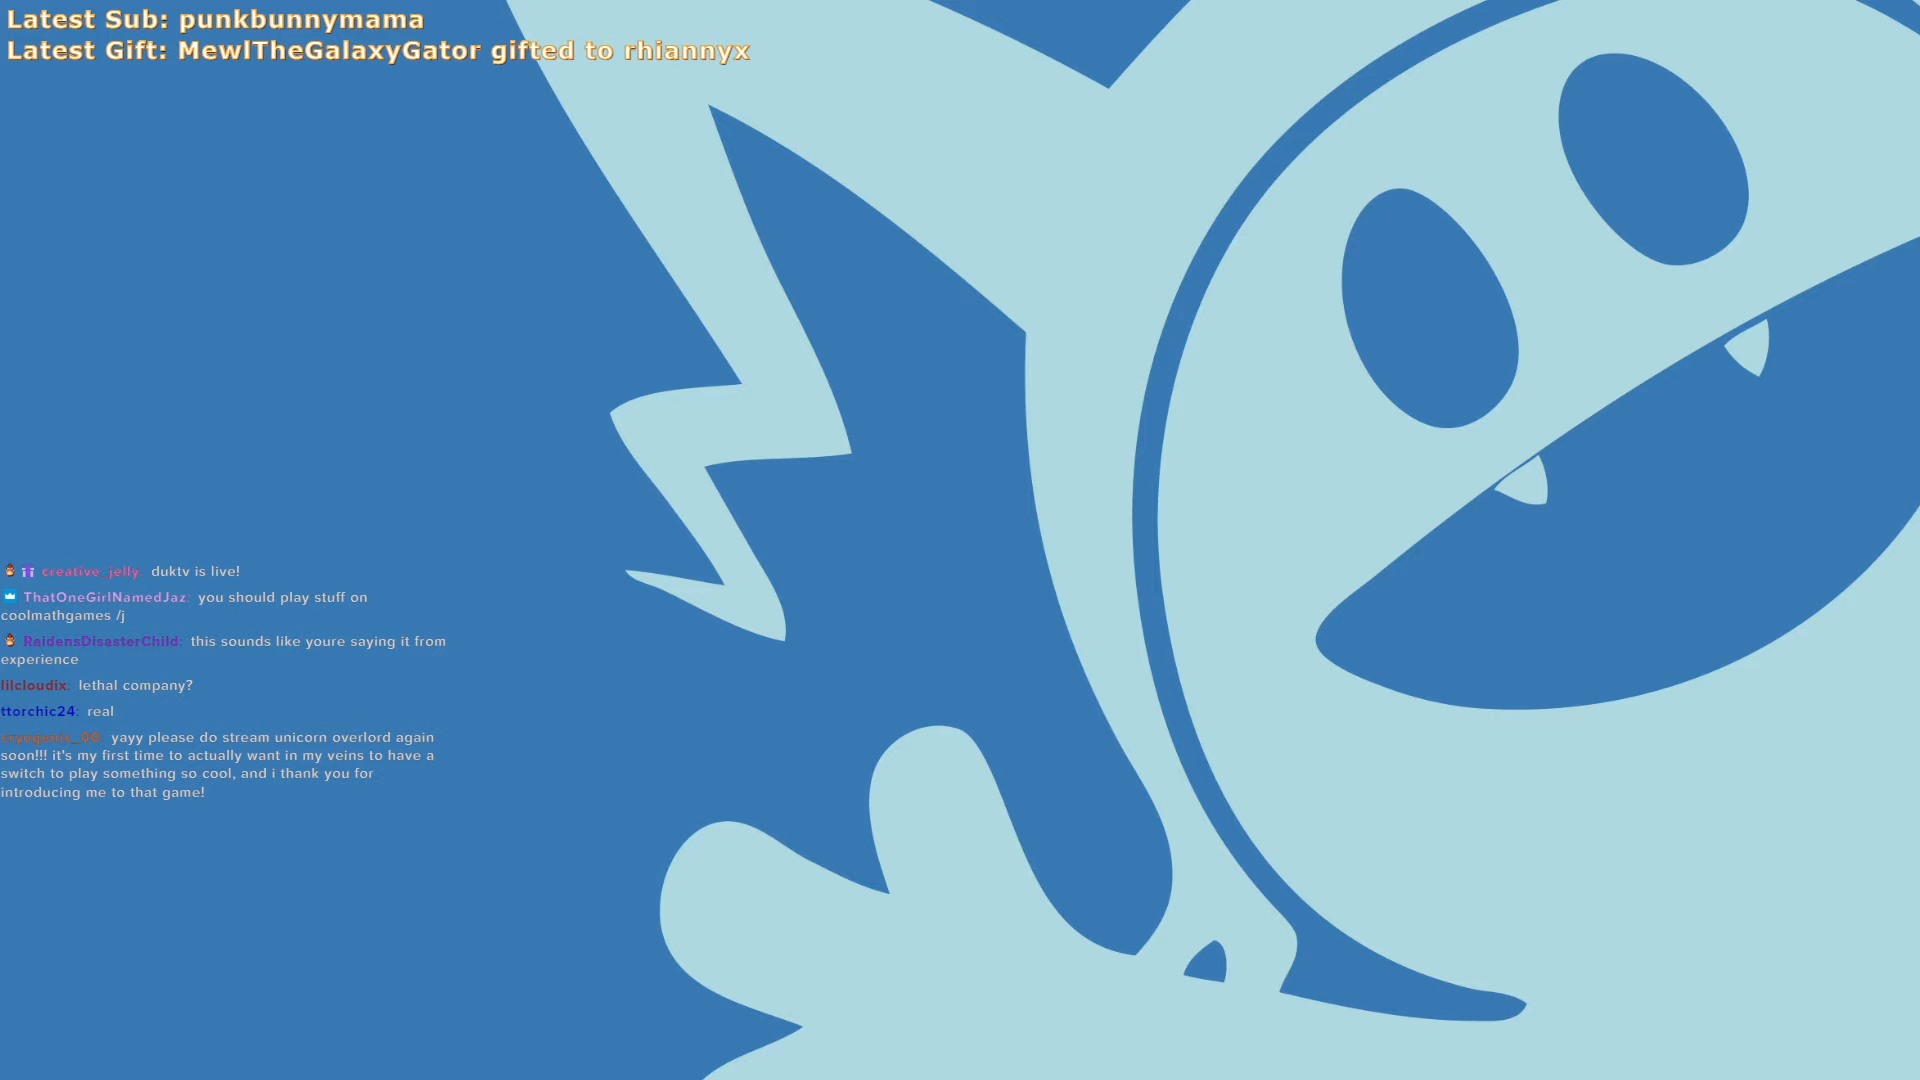 Latest Sub: punkbunnymama
Latest Gift: MewlTheGalaxyGator gifted to rhiannyx
creative_jelly: duktv is live!
ThatOneGirlNamedJaz: you should play stuff on
coolmathgames /j
RaidensDisasterChild: this sounds like youre saying it from
experience
lilcloudix: lethal company?
ttorchic24: real
cryogenic_00: yayy please do stream unicorn overlord again
soon!!! it's my first time to actually want in my veins to have a
switch to play something so cool, and i thank you for
introducing me to that game!